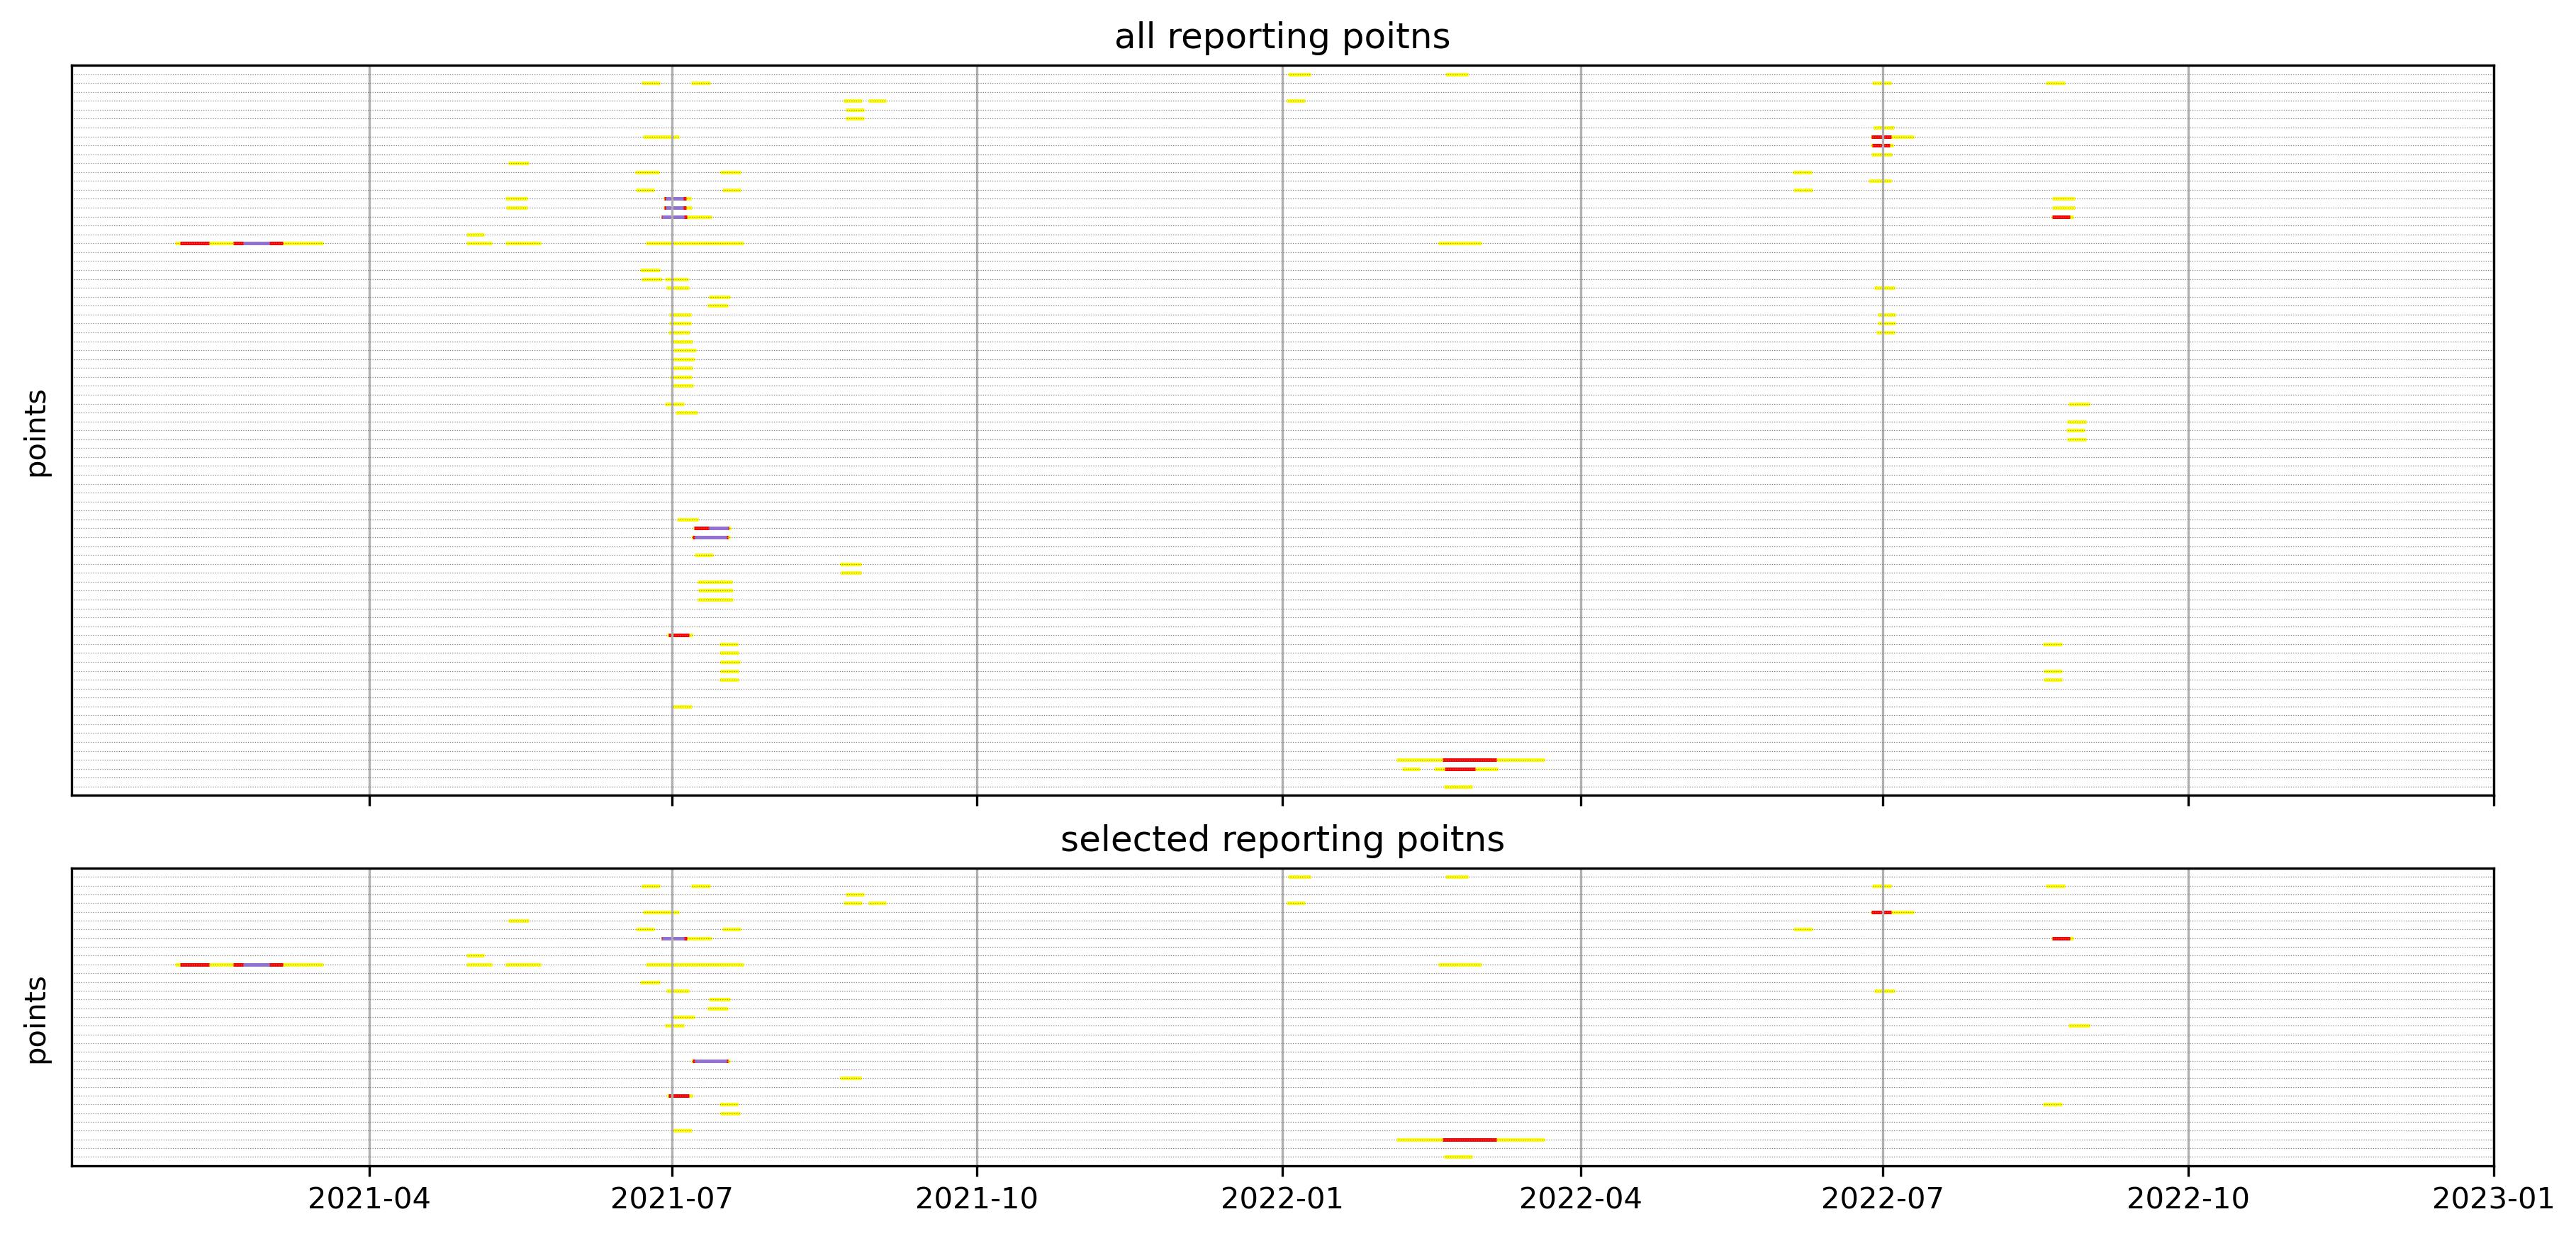 all reporting poitns
points
selected reporting poitns
points
2021-04 2021-07 2021-10 2022-01 2022-04 2022-07 2022-10 2023-01